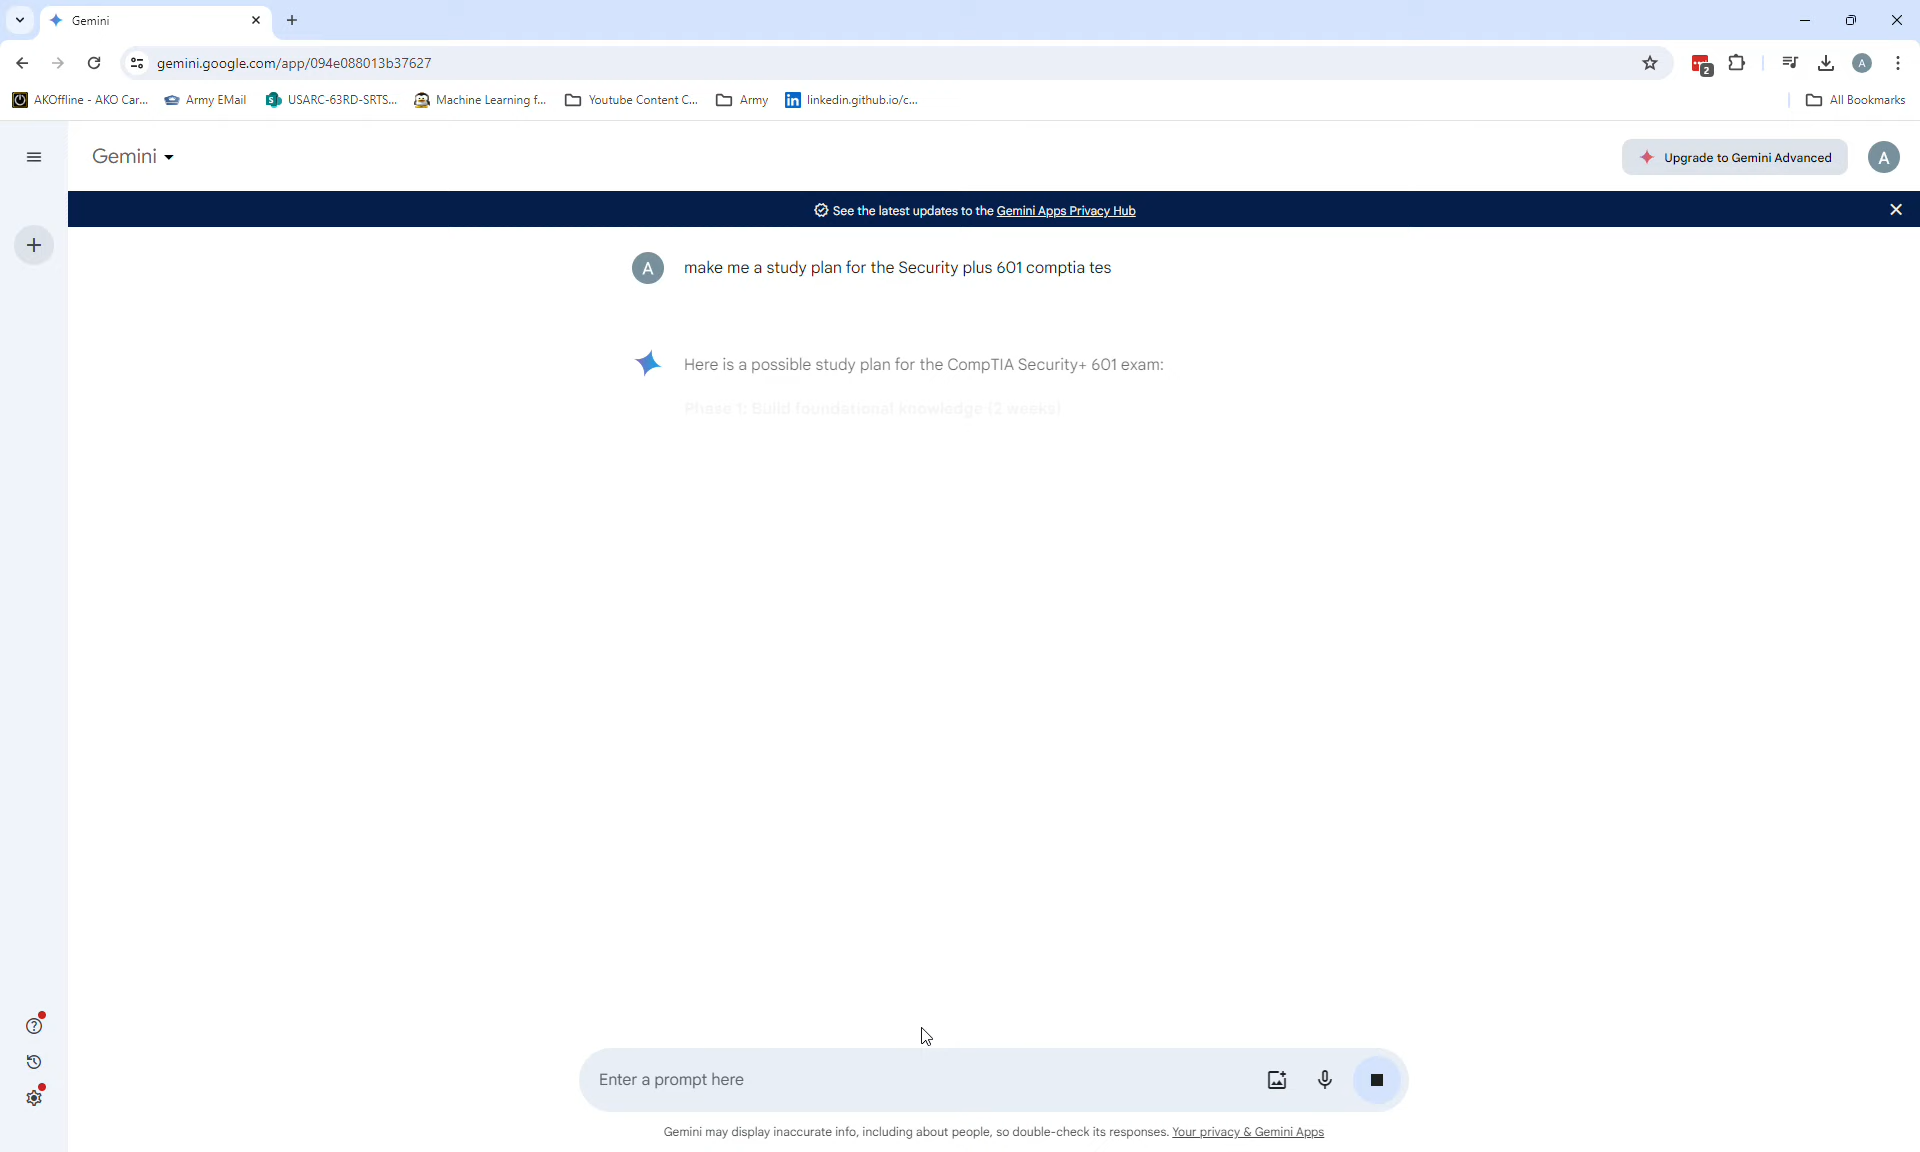 Gemini
gemini.google.com/app/094e088013b37627
2
A
AKOffline - AKO Car...
Army EMail
USARC-63RD-SRTS...
Machine Learning f...
Youtube Content C...
Army
linkedin.github.io/c...
All Bookmarks
Gemini
Upgrade to Gemini Advanced
A
See the latest updates to the Gemini Apps Privacy Hub
A
make me a study plan for the Security plus 601 comptia tes
Here is a possible study plan for the CompTIA Security+ 601 exam:
Phase 1: Build foundational knowledge (2 weeks)
Enter a prompt here
Gemini may display inaccurate info, including about people, so double-check its responses. Your privacy & Gemini Apps